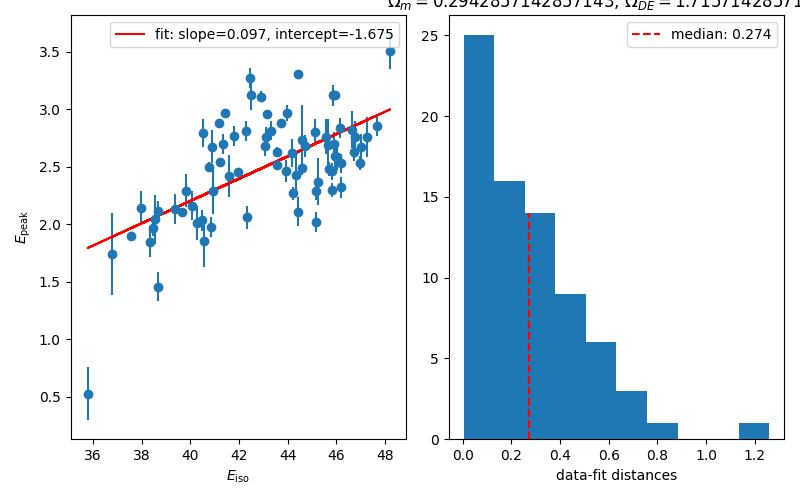 Ω_m = 0.2942857142857143, Ω_DE = 1.71571428571
fit: slope=0.097, intercept=-1.675
median: 0.274
3.5
3.0
2.5
2.0
1.5
1.0
0.5
E_peak
36 38 40 42 44 46 48
E_iso
25
20
15
10
5
0
0.0 0.2 0.4 0.6 0.8 1.0 1.2
data-fit distances